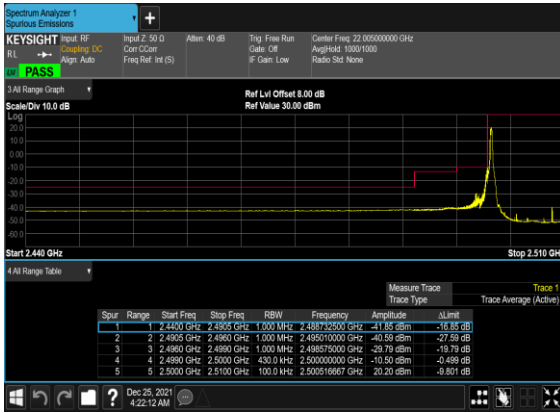 Spectrum Analyzer 1
Spurious Emissions
+
KEYSIGHT
RL
LW PASS
Input: RF
Coupling: DC
Align: Auto
Input Z: 50 Ω
Corr CCorr
Freq Ref: Int (S)
Atten: 40 dB
Trig: Free Run
Gate: Off
IF Gain: Low
Center Freq: 22.005000000 GHz
Avg|Hold: 1000/1000
Radio Std: None
3 All Range Graph
Scale/Div 10.0 dB
Ref Lvl Offset 8.00 dB
Ref Value 30.00 dBm
Log
20.0
10.0
0.00
-10.0
-20.0
-30.0
-40.0
-50.0
-60.0
Start 2.440 GHz
Stop 2.510 GH
4 All Range Table
Measure Trace Trace 1
Trace Type Trace Average (Active)
Spur Range Start Freq Stop Freq RBW Frequency Amplitude ΔLimit
1 1 2.4400 GHz 2.4905 GHz 1.000 MHz 2.488732500 GHz -41.85 dBm -16.85 dB
2 2 2.4905 GHz 2.4960 GHz 1.000 MHz 2.495010000 GHz -40.59 dBm -27.59 dB
3 3 2.4960 GHz 2.4990 GHz 1.000 MHz 2.498575000 GHz -29.79 dBm -19.79 dB
4 4 2.4990 GHz 2.5000 GHz 430.0 kHz 2.500000000 GHz -10.50 dBm -0.499 dB
5 5 2.5000 GHz 2.5100 GHz 100.0 kHz 2.500516667 GHz 20.20 dBm -9.801 dB
?
Dec 25, 2021
4:22:12 AM